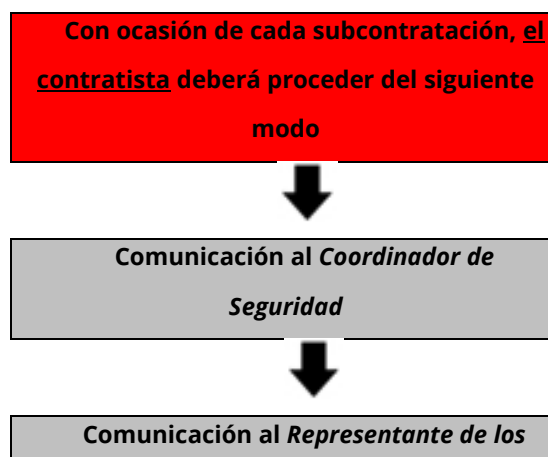 Con ocasión de cada subcontratación, el
contratista deberá proceder del siguiente
modo
Comunicación al Coordinador de
Seguridad
Comunicación al Representante de los